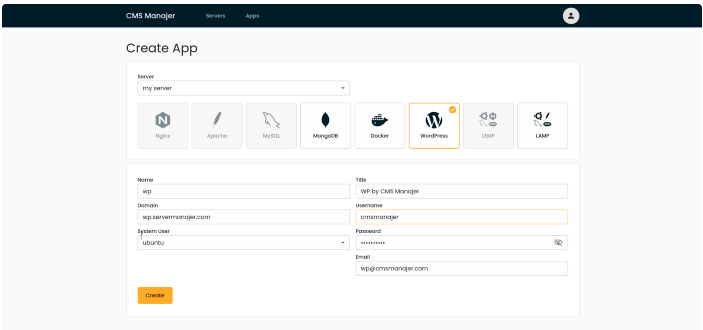 CMS Manajer Servers Apps
Create App
Server
my server
Nginx Apache MySQL MongoDB Docker WordPress LEMP LAMP
Name Title
wp WP by CMS Manajer
Domain Username
wp.servermanajer.com cmsmanajer
System User Password
ubuntu ••••••••••
Email
wp@cmsmanajer.com
Create